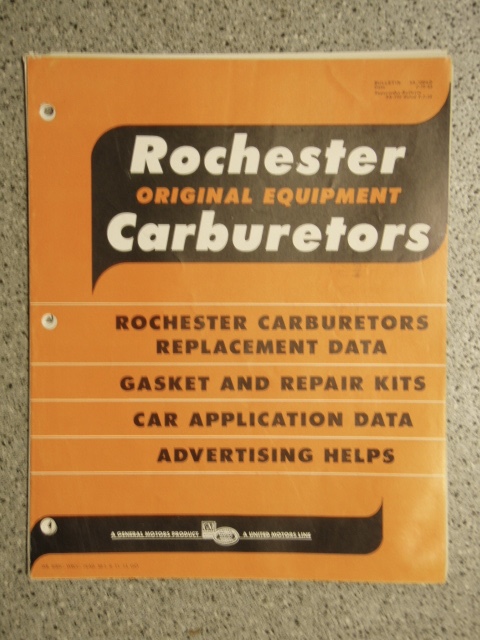 Rochester
ORIGINAL EQUIPMENT
Carburetors
ROCHESTER CARBURETORS
REPLACEMENT DATA
GASKET AND REPAIR KITS
CAR APPLICATION DATA
ADVERTISING HELPS
A GENERAL MOTORS PRODUCT
A UNITED MOTORS LINE